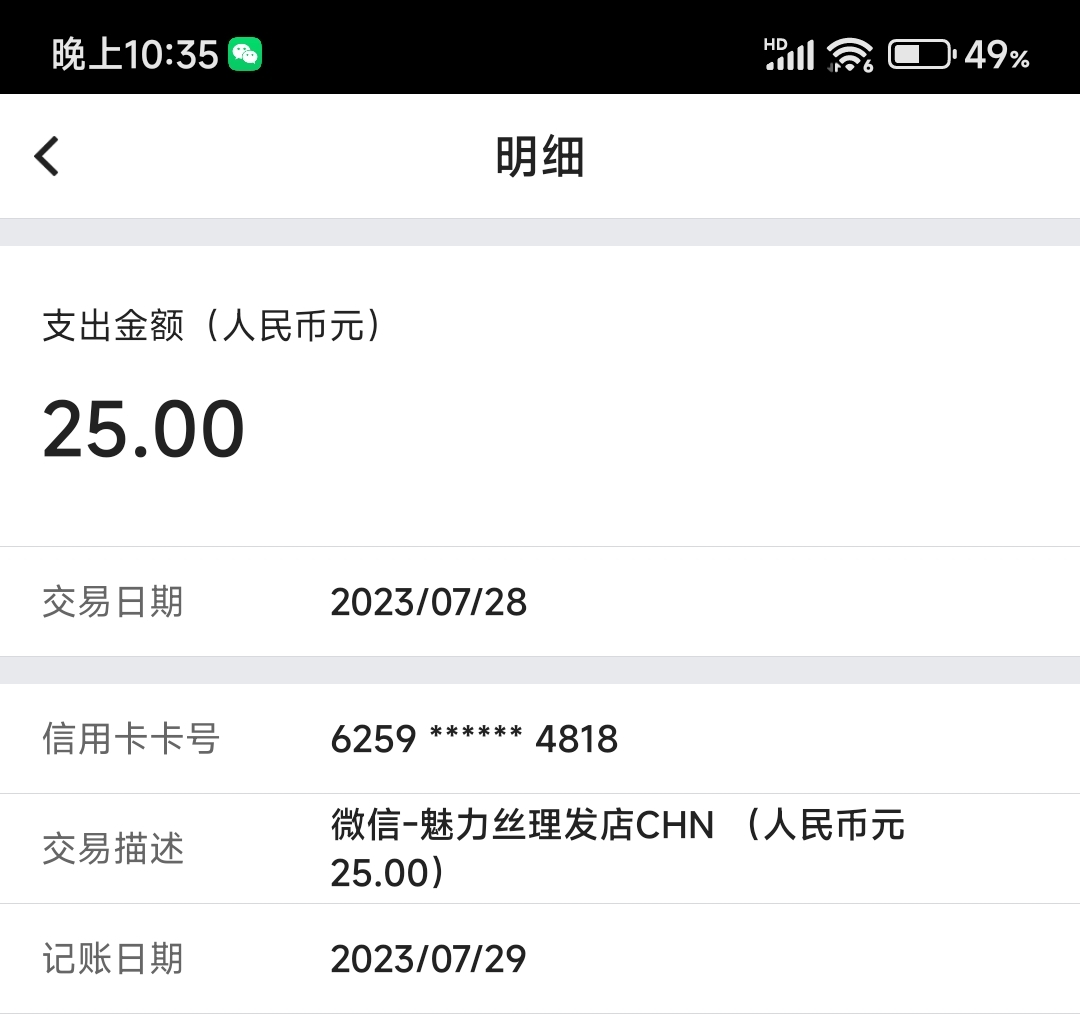 晚上10:35 HD 6 49%
明细
支出金额（人民币元）
25.00
交易日期 2023/07/28
信用卡卡号 6259 ****** 4818
交易描述 微信-魅力丝理发店CHN （人民币元
25.00）
记账日期 2023/07/29